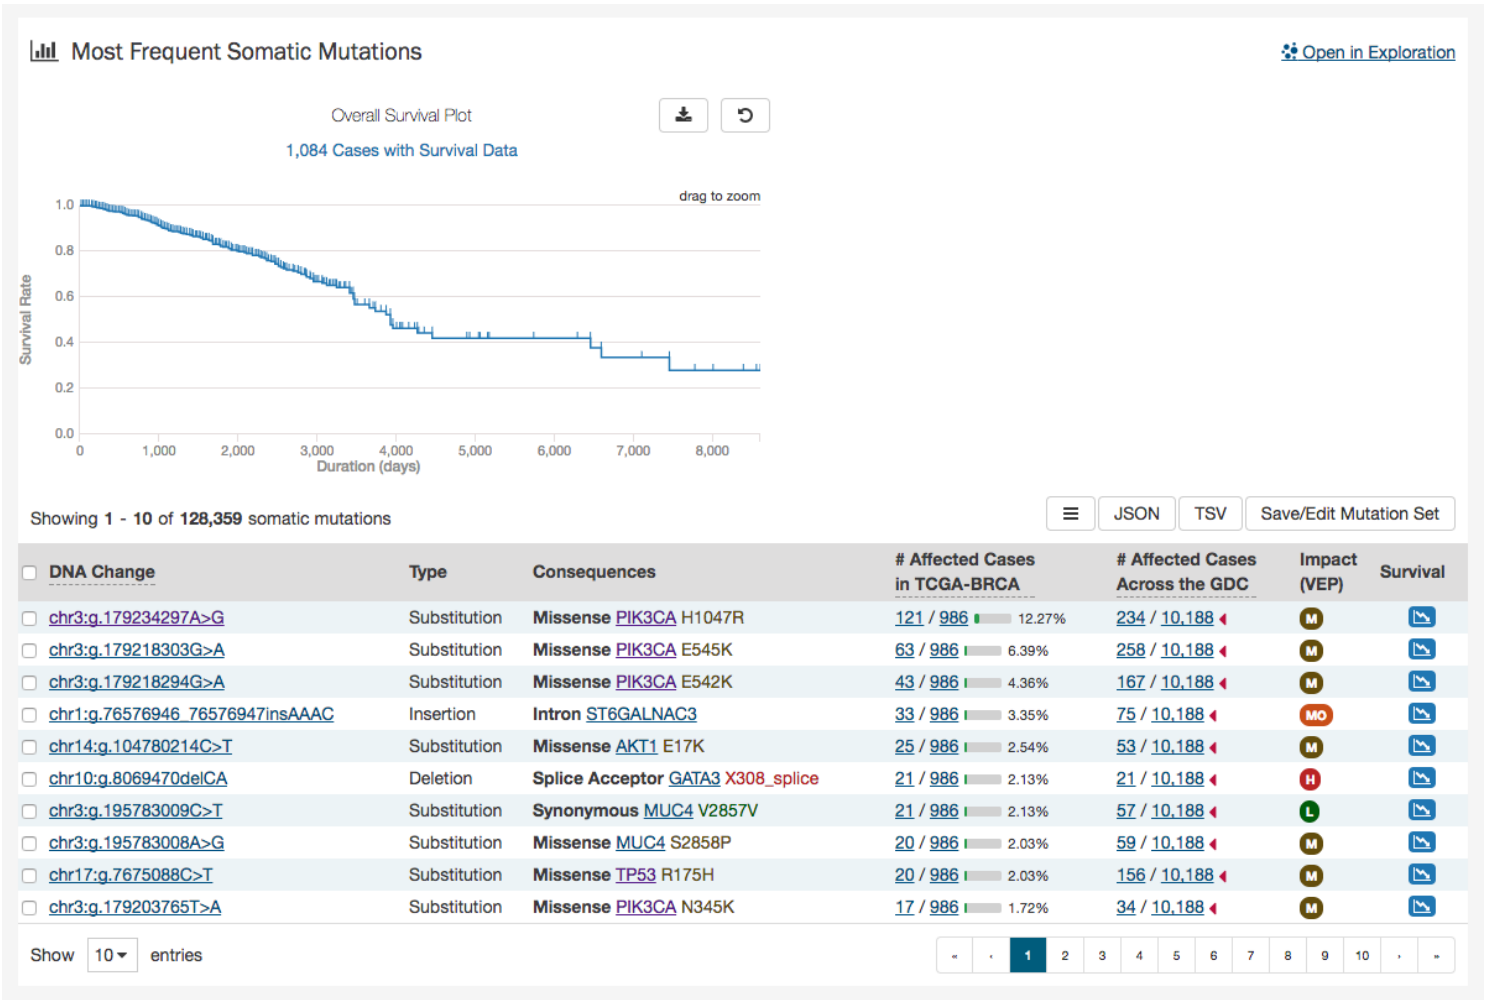 Most Frequent Somatic Mutations
Open in Exploration
Overall Survival Plot
1,084 Cases with Survival Data
drag to zoom
1.0
0.8
0.6
0.4
0.2
0.0
Survival Rate
0 1,000 2,000 3,000 4,000 5,000 6,000 7,000 8,000
Duration (days)
Showing 1 - 10 of 128,359 somatic mutations
JSON TSV Save/Edit Mutation Set
DNA Change Type Consequences # Affected Cases in TCGA-BRCA # Affected Cases Across the GDC Impact (VEP) Survival
chr3:g.179234297A>G Substitution Missense PIK3CA H1047R 121 / 986 12.27% 234 / 10,188 M
chr3:g.179218303G>A Substitution Missense PIK3CA E545K 63 / 986 6.39% 258 / 10,188 M
chr3:g.179218294G>A Substitution Missense PIK3CA E542K 43 / 986 4.36% 167 / 10,188 M
chr1:g.76576946_76576947insAAAC Insertion Intron ST6GALNAC3 33 / 986 3.35% 75 / 10,188 MO
chr14:g.104780214C>T Substitution Missense AKT1 E17K 25 / 986 2.54% 53 / 10,188 M
chr10:g.8069470delCA Deletion Splice Acceptor GATA3 X308_splice 21 / 986 2.13% 21 / 10,188 H
chr3:g.195783009C>T Substitution Synonymous MUC4 V2857V 21 / 986 2.13% 57 / 10,188 L
chr3:g.195783008A>G Substitution Missense MUC4 S2858P 20 / 986 2.03% 59 / 10,188 M
chr17:g.7675088C>T Substitution Missense TP53 R175H 20 / 986 2.03% 156 / 10,188 M
chr3:g.179203765T>A Substitution Missense PIK3CA N345K 17 / 986 1.72% 34 / 10,188 M
Show 10 entries
« ‹ 1 2 3 4 5 6 7 8 9 10 › »